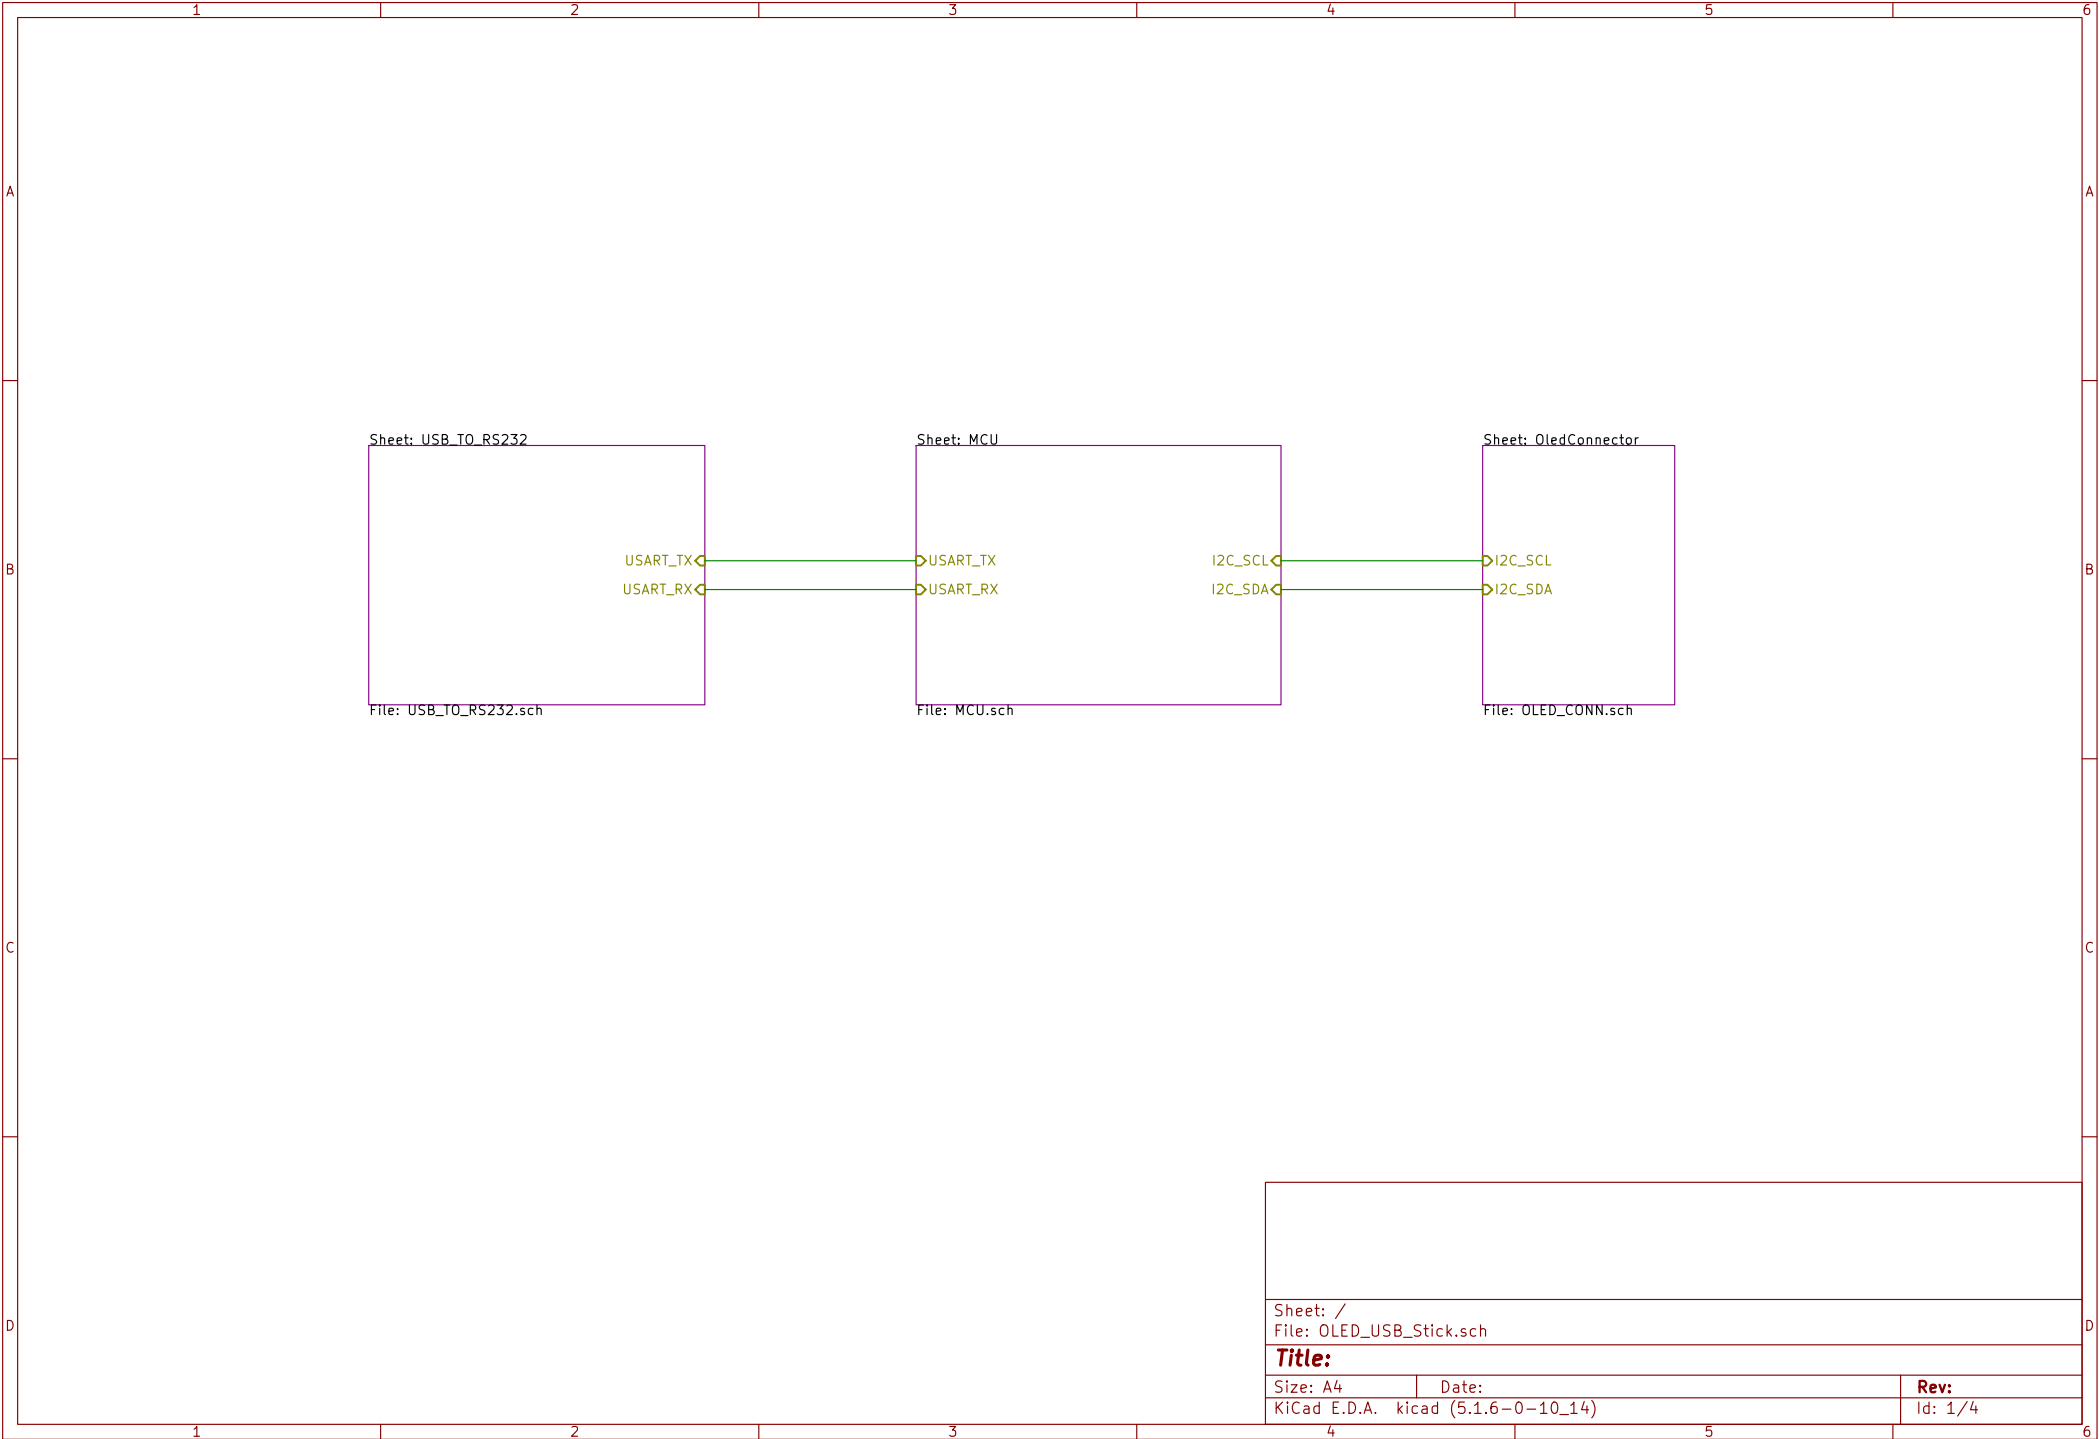 1 2 3 4 5 6
A A
Sheet: USB_TO_RS232 Sheet: MCU Sheet: OledConnector
USART_TX USART_TX I2C_SCL I2C_SCL
B B
USART_RX USART_RX I2C_SDA I2C_SDA
File: USB_TO_RS232.sch File: MCU.sch File: OLED_CONN.sch
C C
Sheet: /
D D
File: OLED_USB_Stick.sch
Title:
Size: A4 Date: Rev:
KiCad E.D.A. kicad (5.1.6-0-10_14) Id: 1/4
1 2 3 4 5 6